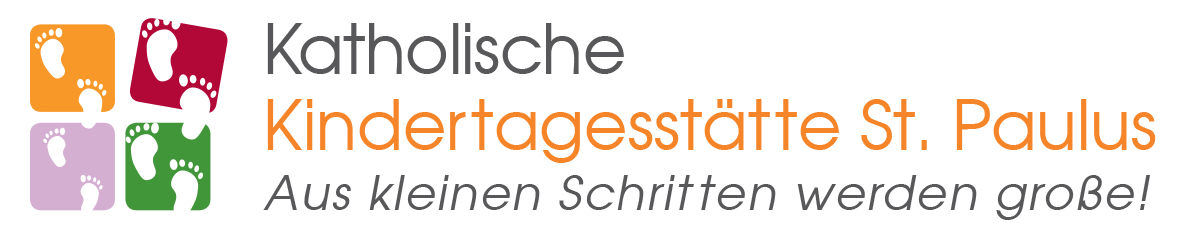 Katholische
Kindertagesstätte St. Paulus
Aus kleinen Schritten werden große!